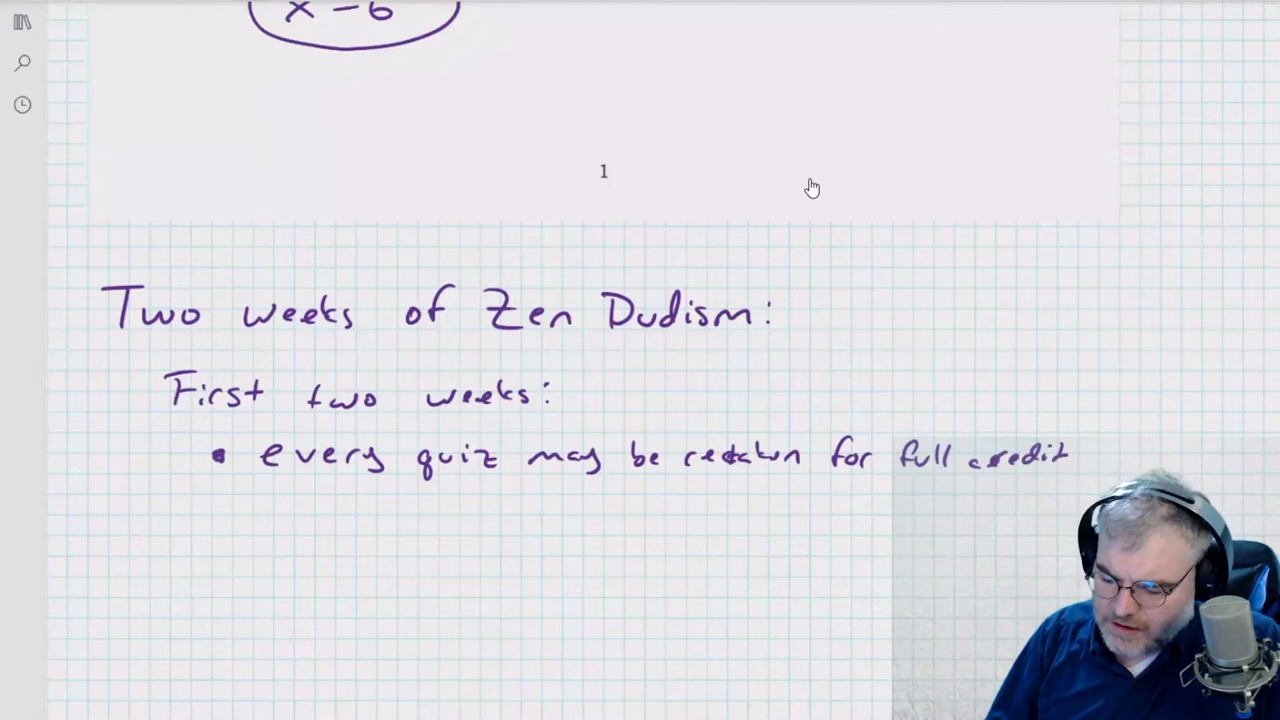 x - 6
1
Two weeks of Zen Dudism:
First two weeks:
• every quiz may be retaken for full credit